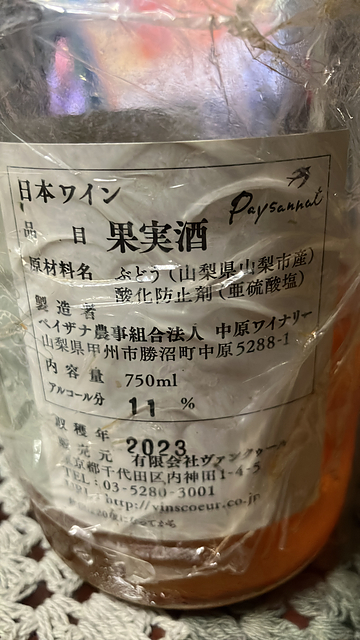 日本ワイン
Paysannat
品目 果実酒
原材料名 ぶどう(山梨県山梨市産)
酸化防止剤(亜硫酸塩)
製造者
ペイザナ農事組合法人 中原ワイナリー
山梨県甲州市勝沼町中原5288-1
内容量 750ml
アルコール分 11 %
収穫年 2023
販売元 有限会社ヴァンクゥール
東京都千代田区内神田1-4-5
TEL:03-5280-3001
http://vinscoeur.co.jp